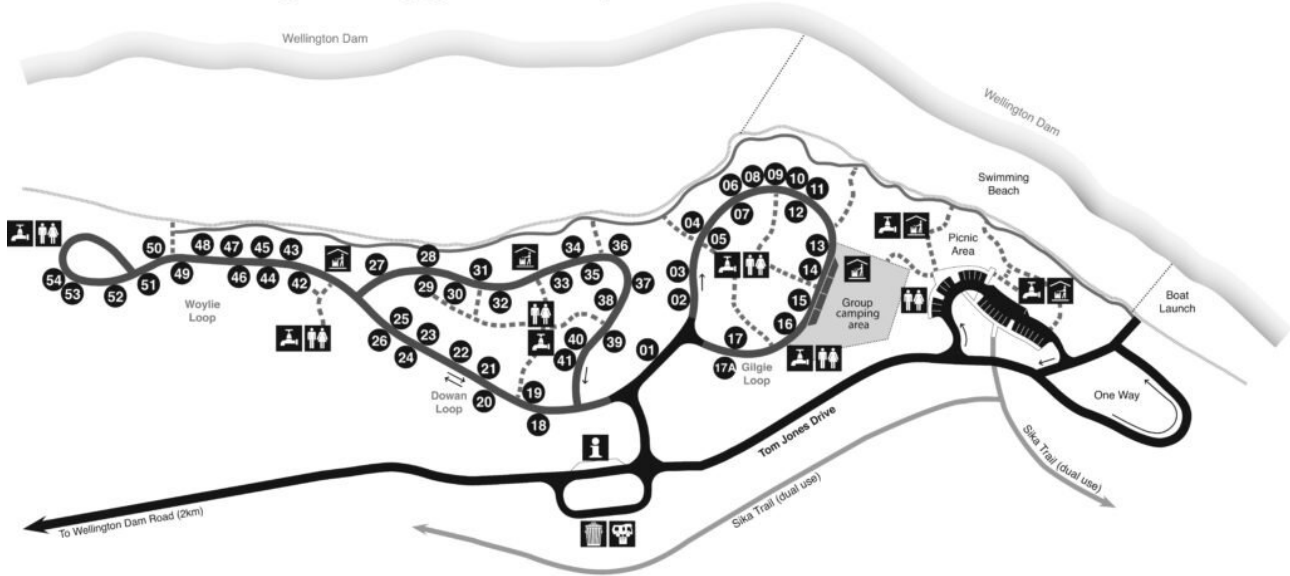 Wellington Dam
Wellington Dam
Swimming
Beach
Picnic
Area
Boat
Launch
One Way
Group
camping
area
Gilgie
Loop
Dowan
Loop
Woylie
Loop
Tom Jones Drive
Sika Trail (dual use)
Sika Trail (dual use)
To Wellington Dam Road (2km)
i
01
02
03
04
05
06
07
08
09
10
11
12
13
14
15
16
17
17A
18
19
20
21
22
23
24
25
26
27
28
29
30
31
32
33
34
35
36
37
38
39
40
41
42
43
44
45
46
47
48
49
50
51
52
53
54